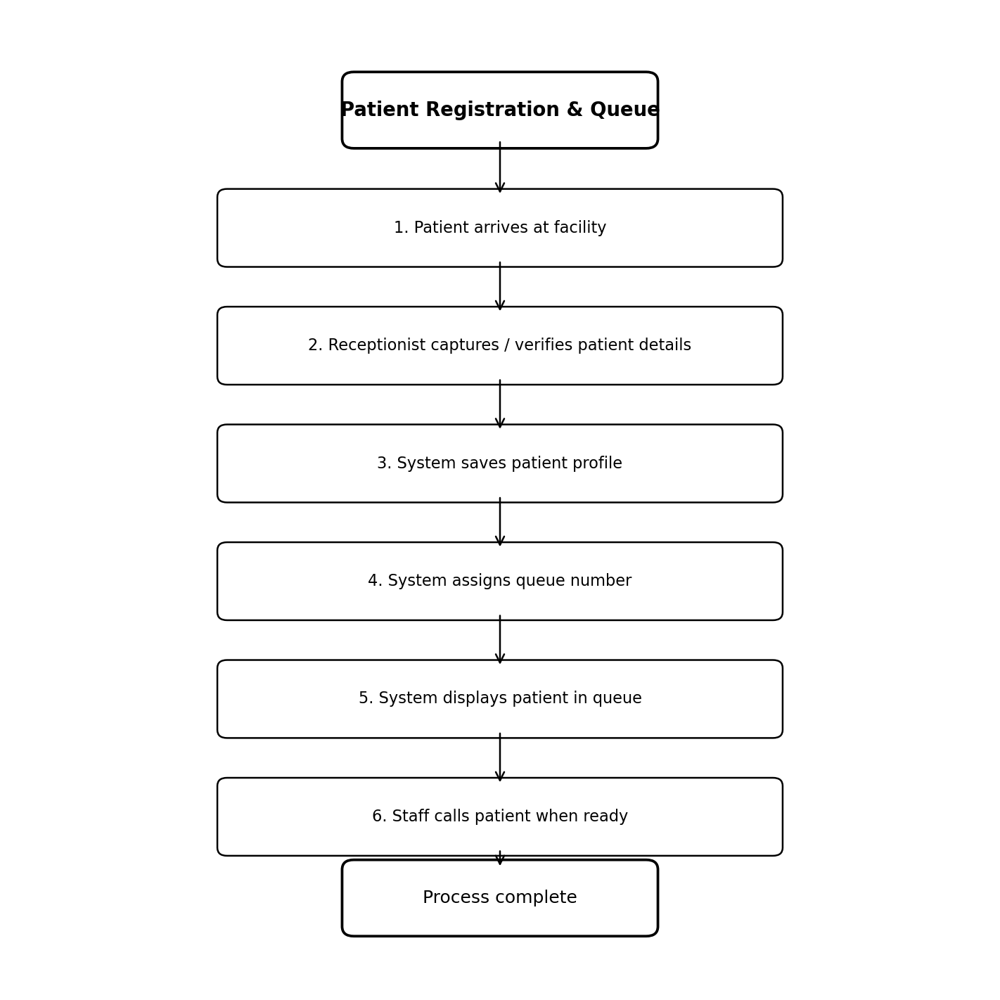 Patient Registration & Queue
1. Patient arrives at facility
2. Receptionist captures / verifies patient details
3. System saves patient profile
4. System assigns queue number
5. System displays patient in queue
6. Staff calls patient when ready
Process complete